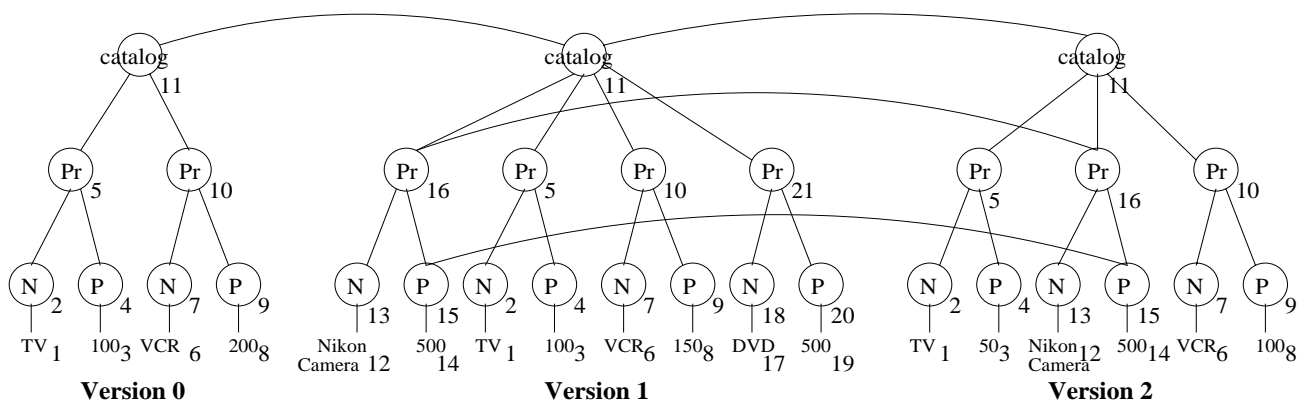 catalog catalog catalog
11 11 11
Pr Pr Pr Pr Pr Pr Pr Pr Pr
5 10 16 5 10 21 5 16 10
N P N P N P N P N P N P N P N P N P
2 4 7 9 13 15 2 4 7 9 18 20 2 4 13 15 7 9
TV 1 100 3 VCR 6 200 8 Nikon Camera 12 500 14 TV 1 100 3 VCR 6 150 8 DVD 17 500 19 TV 1 50 3 Nikon Camera 12 500 14 VCR 6 100 8
Version 0 Version 1 Version 2